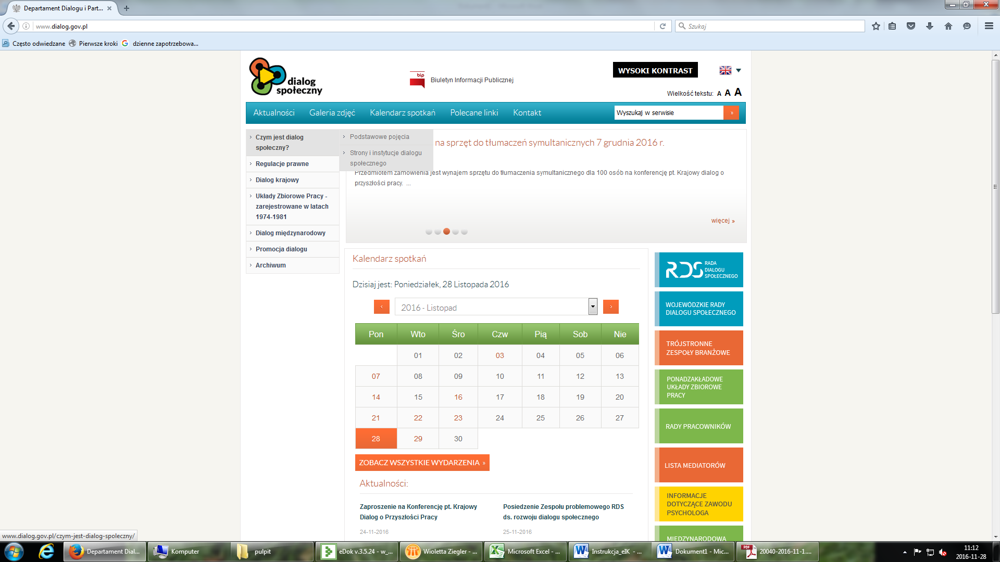 Departament Dialogu i Part...
www.dialog.gov.pl
Szukaj
Często odwiedzane
Pierwsze kroki
dzienne zapotrzebowa...
dialog
społeczny
bip
Biuletyn Informacji Publicznej
WYSOKI KONTRAST
Wielkość tekstu: A A A
Aktualności
Galeria zdjęć
Kalendarz spotkań
Polecane linki
Kontakt
Wyszukaj w serwisie
»
Czym jest dialog
społeczny?
Regulacje prawne
Dialog krajowy
Układy Zbiorowe Pracy -
zarejestrowane w latach
1974-1981
Dialog międzynarodowy
Promocja dialogu
Archiwum
Podstawowe pojęcia
Strony i instytucje dialogu
społecznego
na sprzęt do tłumaczeń symultanicznych 7 grudnia 2016 r.
Przedmiotem zamówienia jest wynajem sprzętu do tłumaczenia symultanicznego dla 100 osób na konferencję pt. Krajowy dialog o
przyszłości pracy. ...
więcej »
Kalendarz spotkań
Dzisiaj jest: Poniedziałek, 28 Listopada 2016
‹
2016 - Listopad
›
Pon Wto Śro Czw Pią Sob Nie
01 02 03 04 05 06
07 08 09 10 11 12 13
14 15 16 17 18 19 20
21 22 23 24 25 26 27
28 29 30
ZOBACZ WSZYSTKIE WYDARZENIA »
Aktualności:
Zaproszenie na Konferencję pt. Krajowy
Dialog o Przyszłości Pracy
24-11-2016
Posiedzenie Zespołu problemowego RDS
ds. rozwoju dialogu społecznego
25-11-2016
RDS
RADA
DIALOGU
SPOŁECZNEGO
WOJEWÓDZKIE RADY
DIALOGU SPOŁECZNEGO
TRÓJSTRONNE
ZESPOŁY BRANŻOWE
PONADZAKŁADOWE
UKŁADY ZBIOROWE
PRACY
RADY PRACOWNIKÓW
LISTA MEDIATORÓW
INFORMACJE
DOTYCZĄCE ZAWODU
PSYCHOLOGA
MIĘDZYNARODOWA
www.dialog.gov.pl/czym-jest-dialog-spoleczny/
Departament Dial...
Komputer
pulpit
eDok v.3.5.24 - w_...
Wioletta Ziegler - ...
Microsoft Excel - ...
Instrukcja_eIK - ...
Dokument1 - Mic...
PDF
20040-2016-11-1....
11:12
2016-11-28